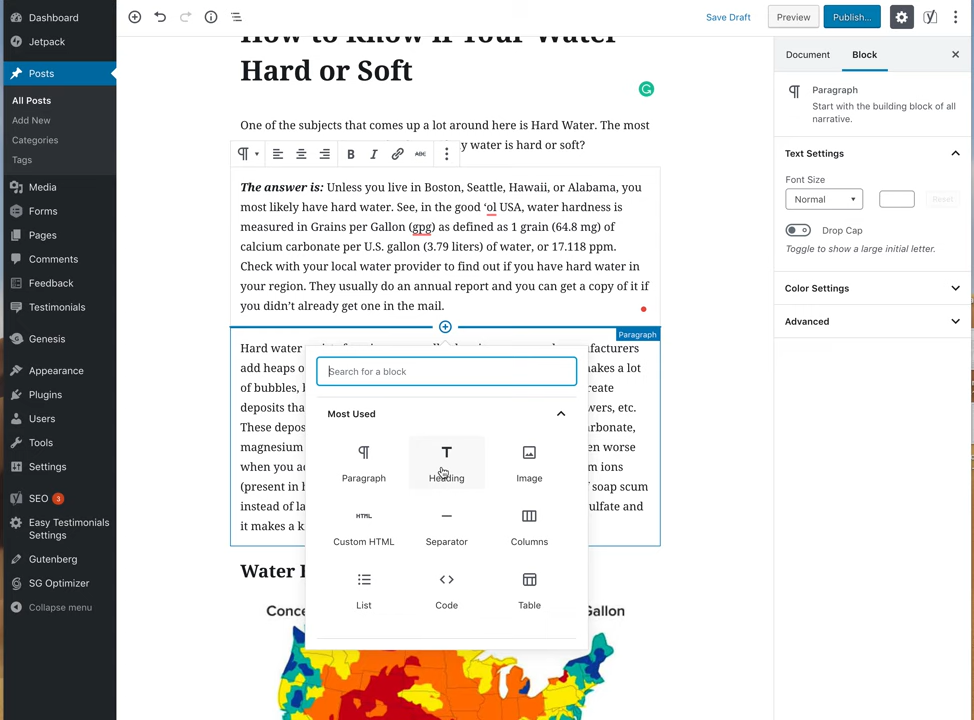 Dashboard
Jetpack
Posts
All Posts
Add New
Categories
Tags
Media
Forms
Pages
Comments
Feedback
Testimonials
Genesis
Appearance
Plugins
Users
Tools
Settings
SEO 3
Easy Testimonials
Settings
Gutenberg
SG Optimizer
Collapse menu
Save Draft
Preview
Publish...
How to Know if Your Water
Hard or Soft
One of the subjects that comes up a lot around here is Hard Water. The most
y water is hard or soft?
B I ABC
The answer is: Unless you live in Boston, Seattle, Hawaii, or Alabama, you
most likely have hard water. See, in the good ‘ol USA, water hardness is
measured in Grains per Gallon (gpg) as defined as 1 grain (64.8 mg) of
calcium carbonate per U.S. gallon (3.79 liters) of water, or 17.118 ppm.
Check with your local water provider to find out if you have hard water in
your region. They usually do an annual report and you can get a copy of it if
you didn’t already get one in the mail.
Paragraph
Hard water
add heaps o
of bubbles,
deposits tha
These depos
magnesium
when you a
(present in
instead of la
it makes a k
ufacturers
akes a lot
reate
wers, etc.
rbonate,
en worse
m ions
soap scum
ulfate and
Search for a block
Most Used
Paragraph
Heading
Image
HTML
Custom HTML
Separator
Columns
List
Code
Table
Water
Conce
allon
Document
Block
Paragraph
Start with the building block of all
narrative.
Text Settings
Font Size
Normal
Reset
Drop Cap
Toggle to show a large initial letter.
Color Settings
Advanced